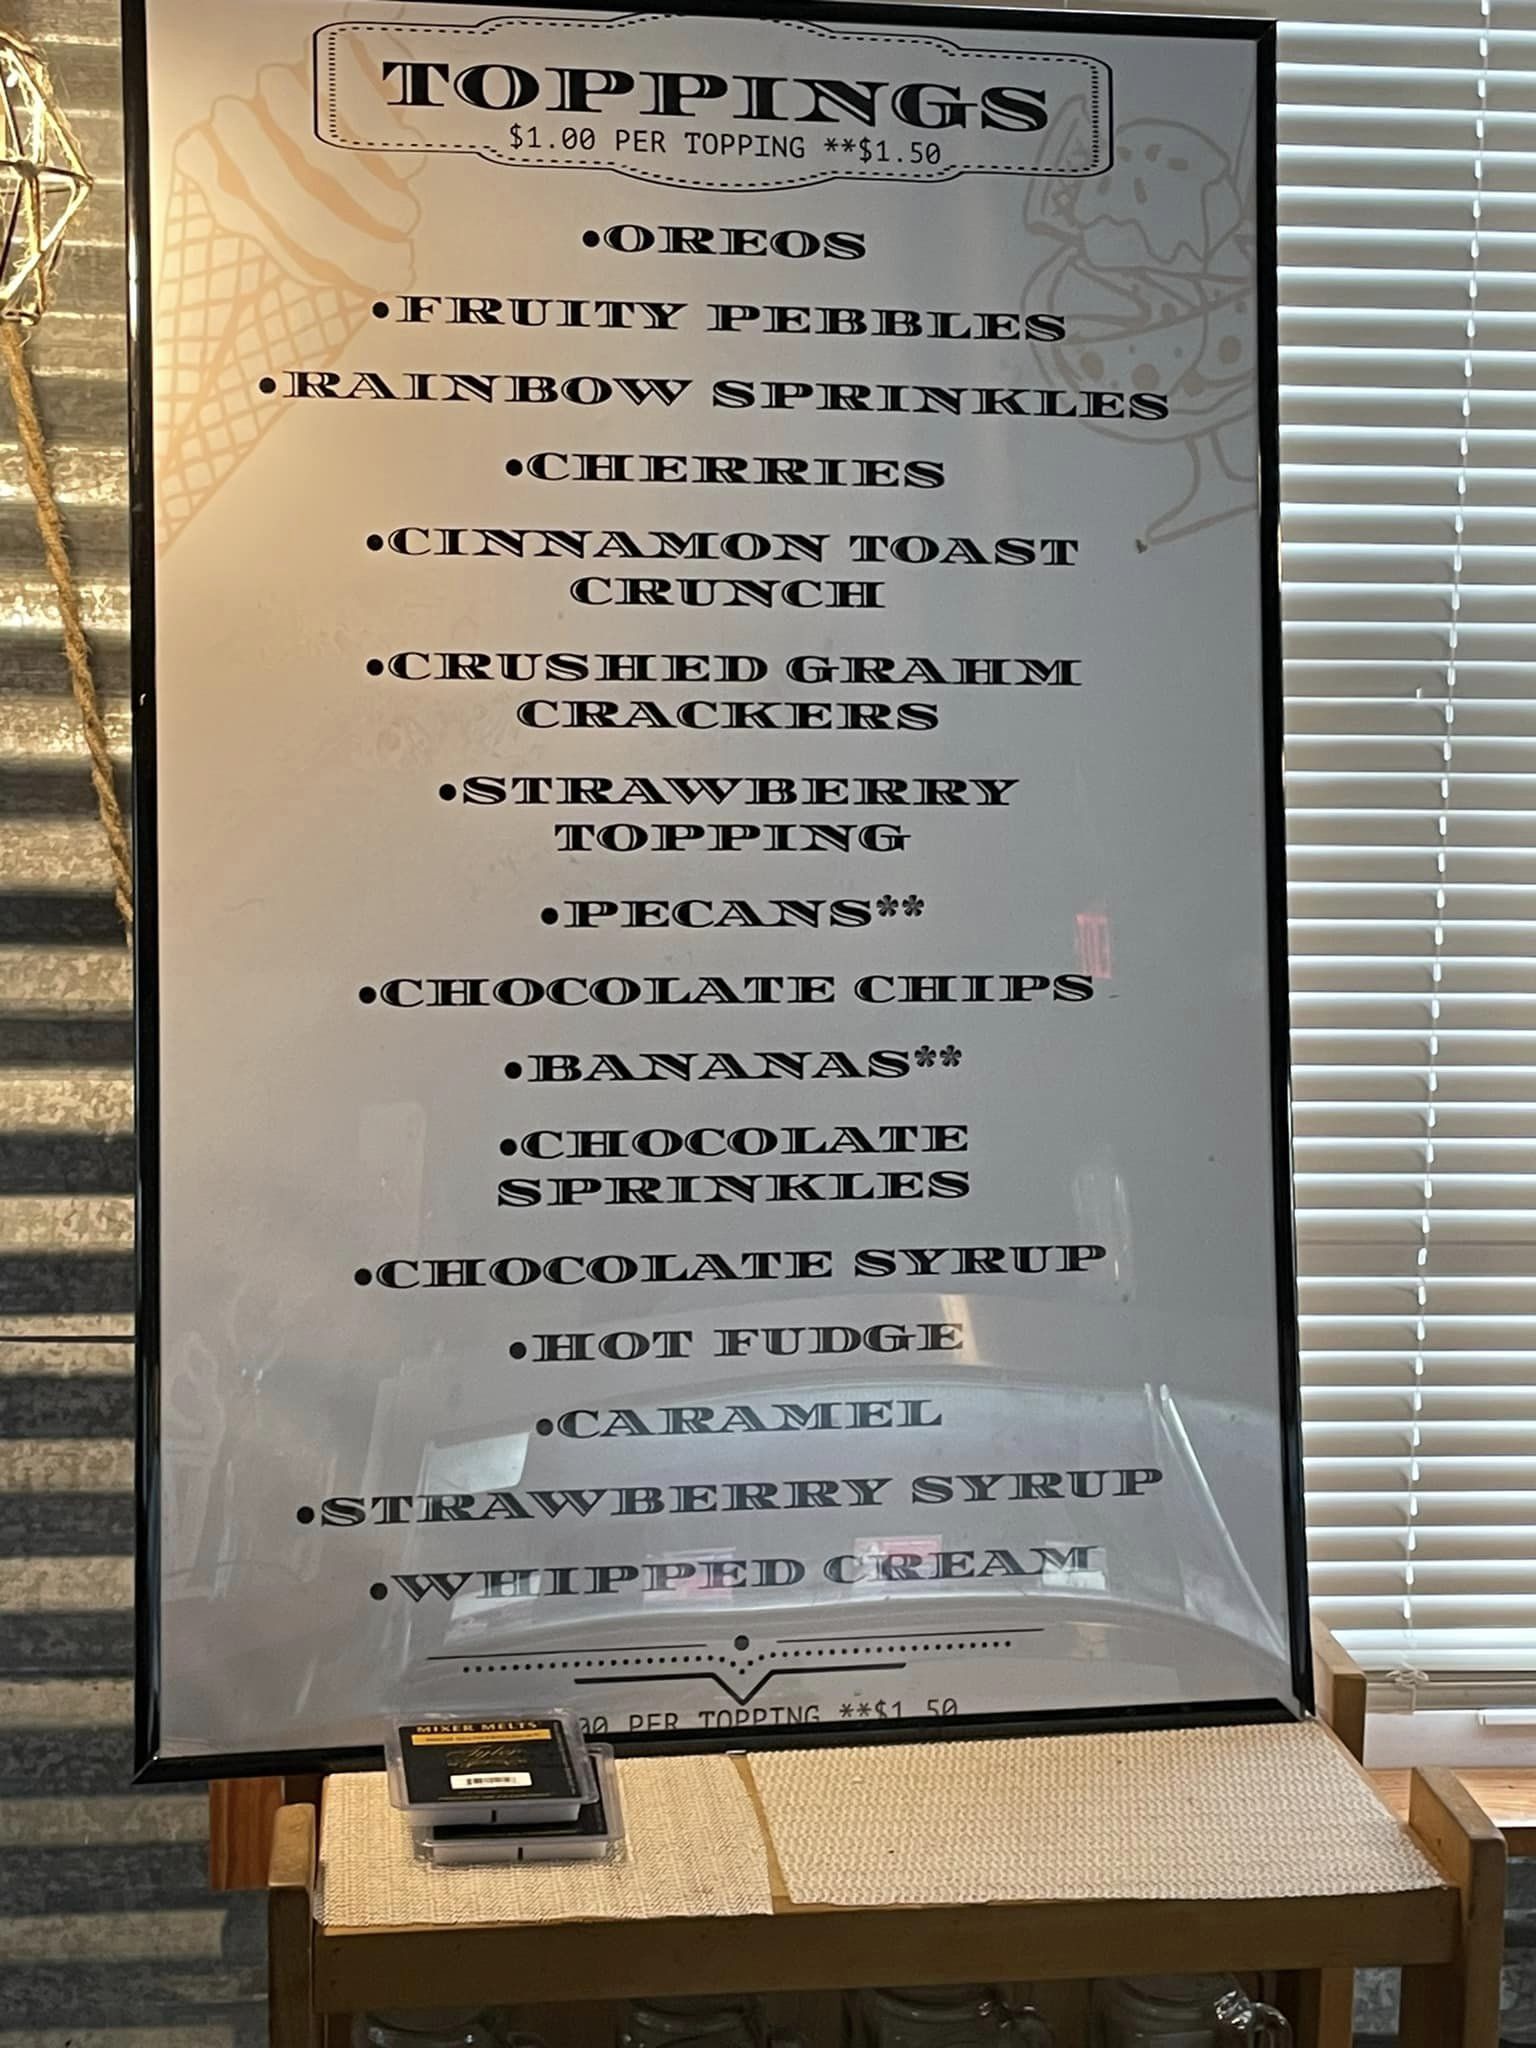 TOPPINGS
$1.00 PER TOPPING **$1.50
•OREOS
•FRUITY PEBBLES
•RAINBOW SPRINKLES
•CHERRIES
•CINNAMON TOAST
CRUNCH
•CRUSHED GRAHM
CRACKERS
•STRAWBERRY
TOPPING
•PECANS**
•CHOCOLATE CHIPS
•BANANAS**
•CHOCOLATE
SPRINKLES
•CHOCOLATE SYRUP
•HOT FUDGE
•CARAMEL
•STRAWBERRY SYRUP
•WHIPPED CREAM
PER TOPPING **$1.50
MIXER MELTS